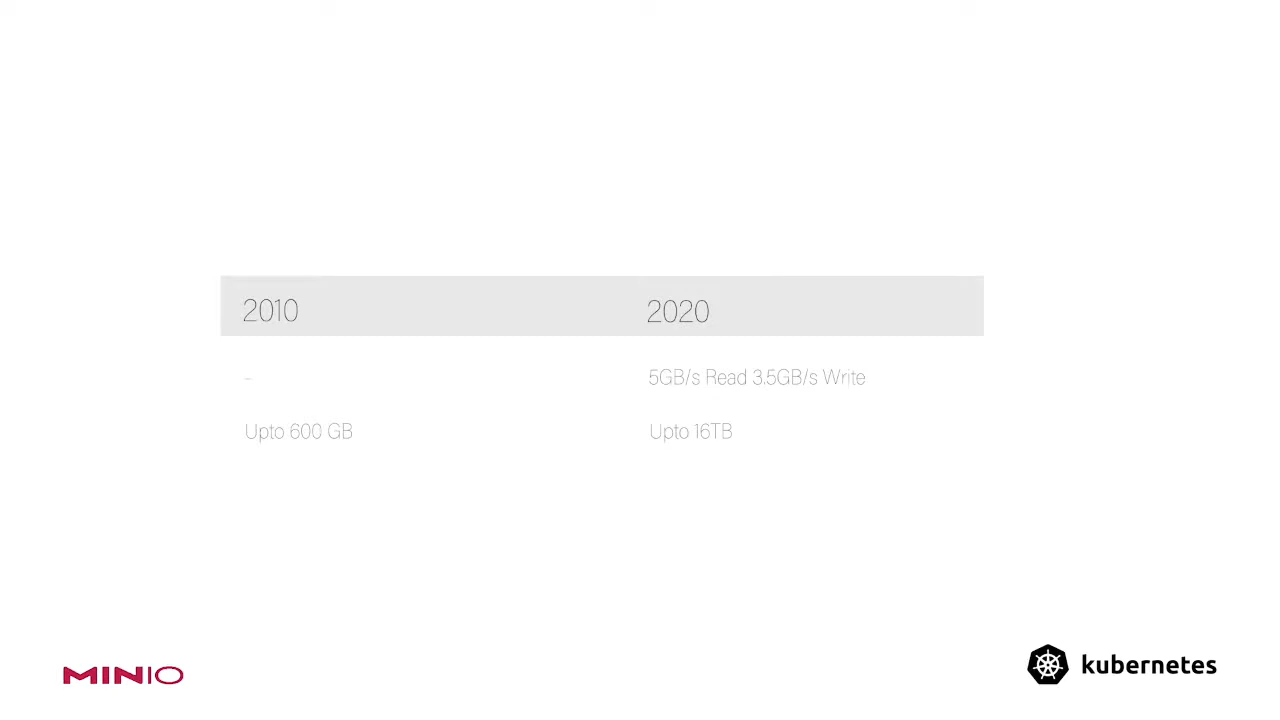 2010 2020
– 5GB/s Read 3.5GB/s Write
Upto 600 GB Upto 16TB
MINIO kubernetes